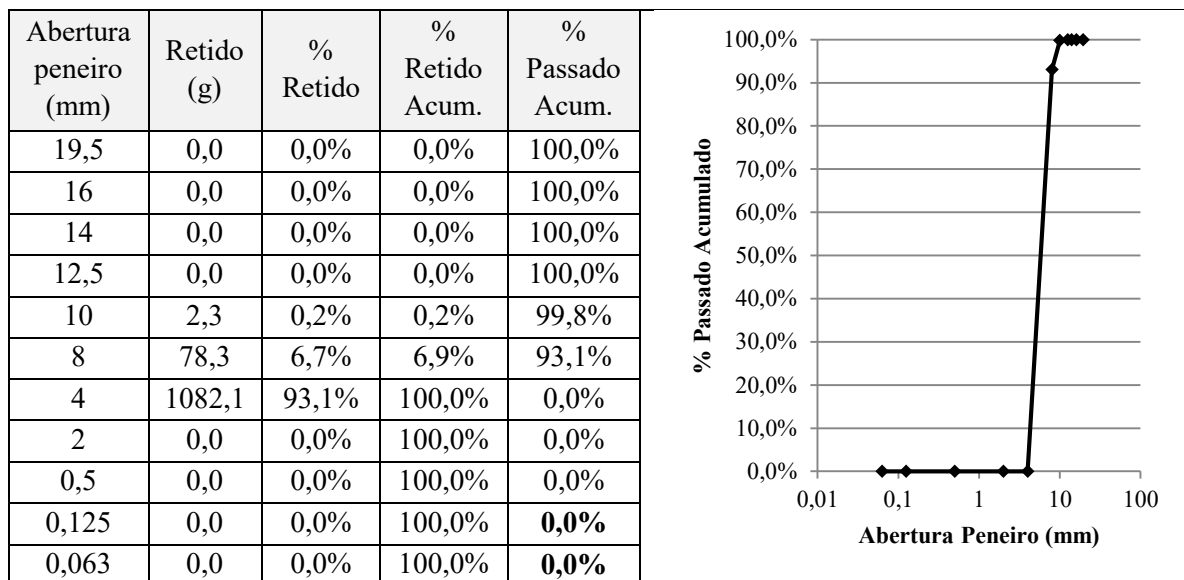 Abertura peneiro (mm) Retido (g) % Retido % Retido Acum. % Passado Acum.
19,5 0,0 0,0% 0,0% 100,0%
16 0,0 0,0% 0,0% 100,0%
14 0,0 0,0% 0,0% 100,0%
12,5 0,0 0,0% 0,0% 100,0%
10 2,3 0,2% 0,2% 99,8%
8 78,3 6,7% 6,9% 93,1%
4 1082,1 93,1% 100,0% 0,0%
2 0,0 0,0% 100,0% 0,0%
0,5 0,0 0,0% 100,0% 0,0%
0,125 0,0 0,0% 100,0% 0,0%
0,063 0,0 0,0% 100,0% 0,0%
% Passado Acumulado
100,0%
90,0%
80,0%
70,0%
60,0%
50,0%
40,0%
30,0%
20,0%
10,0%
0,0%
0,01 0,1 1 10 100
Abertura Peneiro (mm)